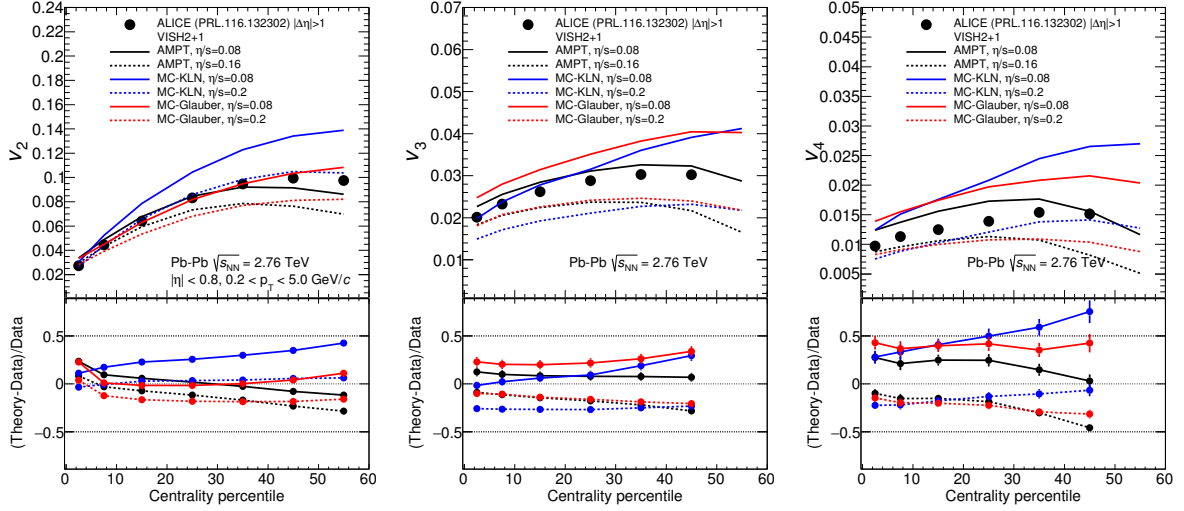 ALICE (PRL.116.132302) |Δη|>1
VISH2+1
AMPT, η/s=0.08
AMPT, η/s=0.16
MC-KLN, η/s=0.08
MC-KLN, η/s=0.2
MC-Glauber, η/s=0.08
MC-Glauber, η/s=0.2
v2
0.2
0.18
0.16
0.14
0.12
0.1
0.08
0.06
0.04
0.02
Pb-Pb √sNN = 2.76 TeV
|η| < 0.8, 0.2 < pT < 5.0 GeV/c
(Theory-Data)/Data
0.5
0
−0.5
0 10 20 30 40 50 60
Centrality percentile
ALICE (PRL.116.132302) |Δη|>1
VISH2+1
AMPT, η/s=0.08
AMPT, η/s=0.16
MC-KLN, η/s=0.08
MC-KLN, η/s=0.2
MC-Glauber, η/s=0.08
MC-Glauber, η/s=0.2
v3
0.06
0.05
0.04
0.03
0.02
0.01
0
Pb-Pb √sNN = 2.76 TeV
(Theory-Data)/Data
0.5
0
−0.5
0 10 20 30 40 50 60
Centrality percentile
ALICE (PRL.116.132302) |Δη|>1
VISH2+1
AMPT, η/s=0.08
AMPT, η/s=0.16
MC-KLN, η/s=0.08
MC-KLN, η/s=0.2
MC-Glauber, η/s=0.08
MC-Glauber, η/s=0.2
v4
0.05
0.045
0.04
0.035
0.03
0.025
0.02
0.015
0.01
0.005
0
Pb-Pb √sNN = 2.76 TeV
(Theory-Data)/Data
0.5
0
−0.5
0 10 20 30 40 50 60
Centrality percentile